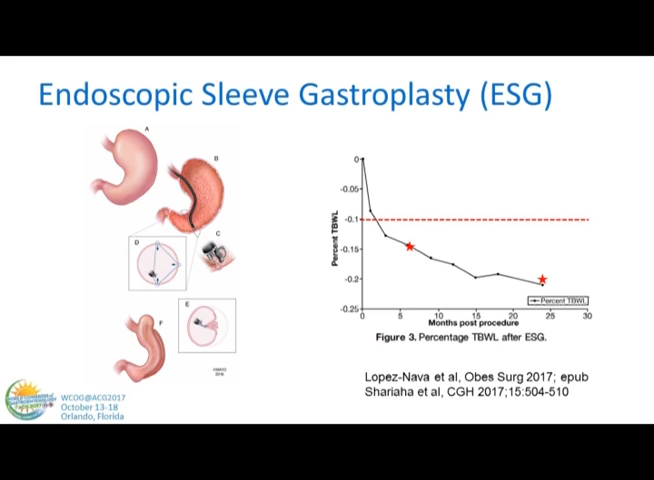 Endoscopic Sleeve Gastroplasty (ESG)
A
B
C
D
E
F
Percent TBWL
0
-0.05
-0.1
-0.15
-0.2
-0.25
0
5
10
15
20
25
30
Months post procedure
Percent TBWL
Figure 3. Percentage TBWL after ESG.
Lopez-Nava et al, Obes Surg 2017; epub
Shariaha et al, CGH 2017;15:504-510
WCOG@ACG2017
October 13-18
Orlando, Florida